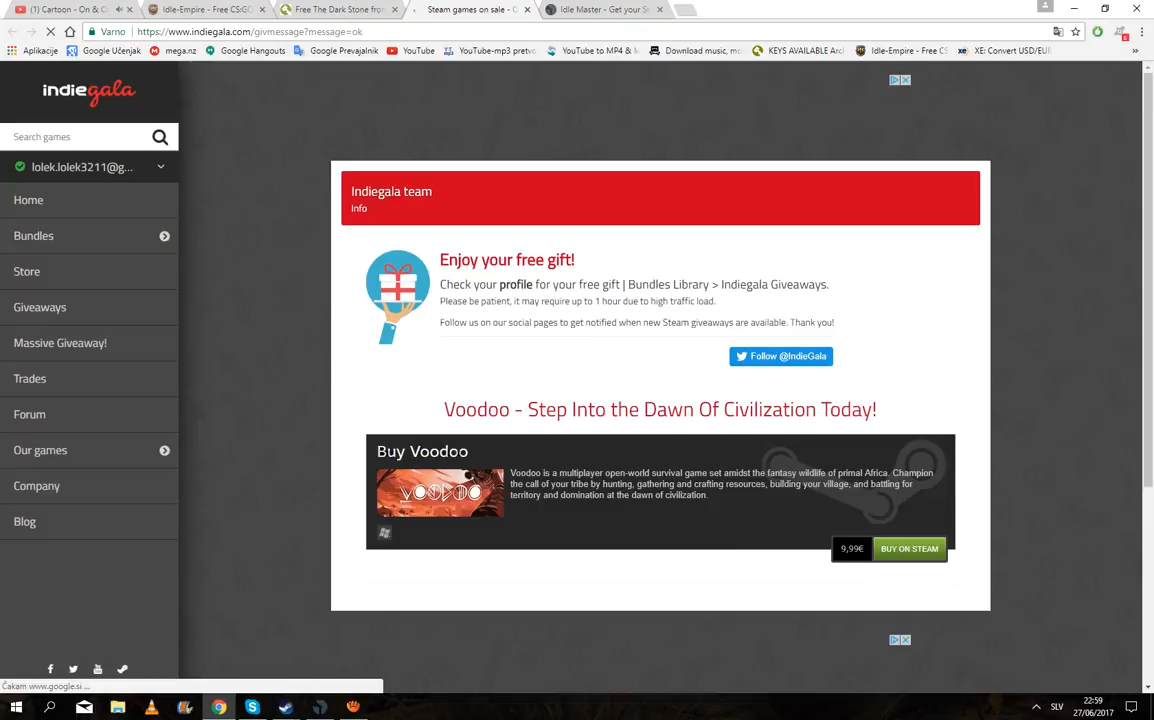 (1) Cartoon - On & C
Idle-Empire - Free CS:GO
Free The Dark Stone from
Steam games on sale - C
Idle Master - Get your St
Varno
https://www.indiegala.com/givmessage?message=ok
Aplikacije
Google Učenjak
mega.nz
Google Hangouts
Google Prevajalnik
YouTube
YouTube-mp3 pretvo
YouTube to MP4 & M
Download music, mo
KEYS AVAILABLE Arc
Idle-Empire - Free CS
XE: Convert USD/EUR
indiegala
Search games
lolek.lolek3211@g...
Home
Bundles
Store
Giveaways
Massive Giveaway!
Trades
Forum
Our games
Company
Blog
Indiegala team
Info
Enjoy your free gift!
Check your profile for your free gift | Bundles Library > Indiegala Giveaways.
Please be patient, it may require up to 1 hour due to high traffic load.
Follow us on our social pages to get notified when new Steam giveaways are available. Thank you!
Follow @IndieGala
Voodoo - Step Into the Dawn Of Civilization Today!
Buy Voodoo
VOODOO
Voodoo is a multiplayer open-world survival game set amidst the fantasy wildlife of primal Africa. Champion
the call of your tribe by hunting, gathering and crafting resources, building your village, and battling for
territory and domination at the dawn of civilization.
9,99€
BUY ON STEAM
Čakam www.google.si ...
SLV
22:59
27/06/2017